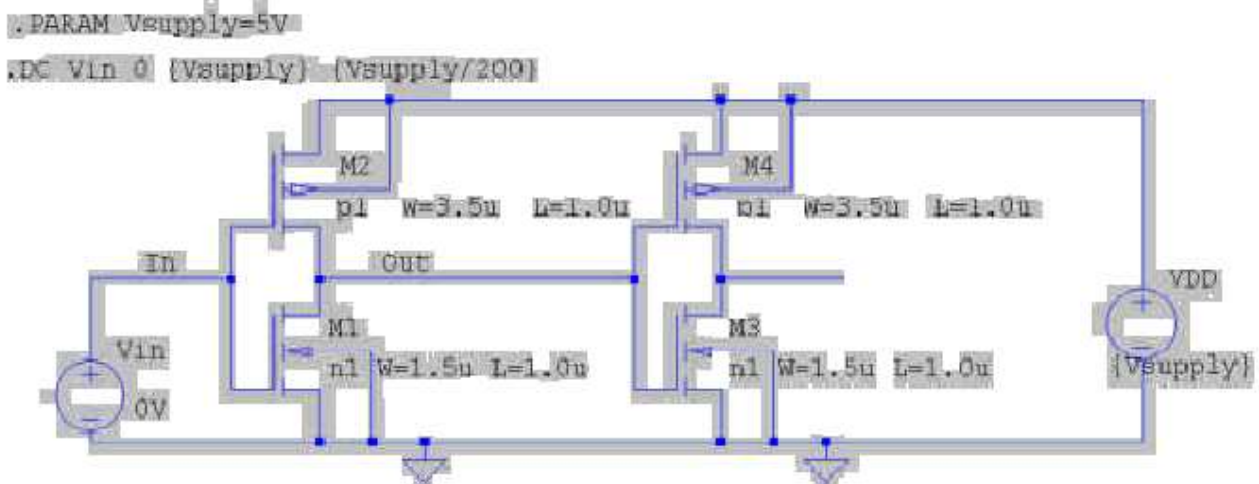 .PARAM Vsupply=5V
.DC Vin 0 {Vsupply} {Vsupply/200}
M2
p1 W=3.5u L=1.0u
M4
p1 W=3.5u L=1.0u
In
Out
VDD
{Vsupply}
Vin
0V
M1
n1 W=1.5u L=1.0u
M3
n1 W=1.5u L=1.0u